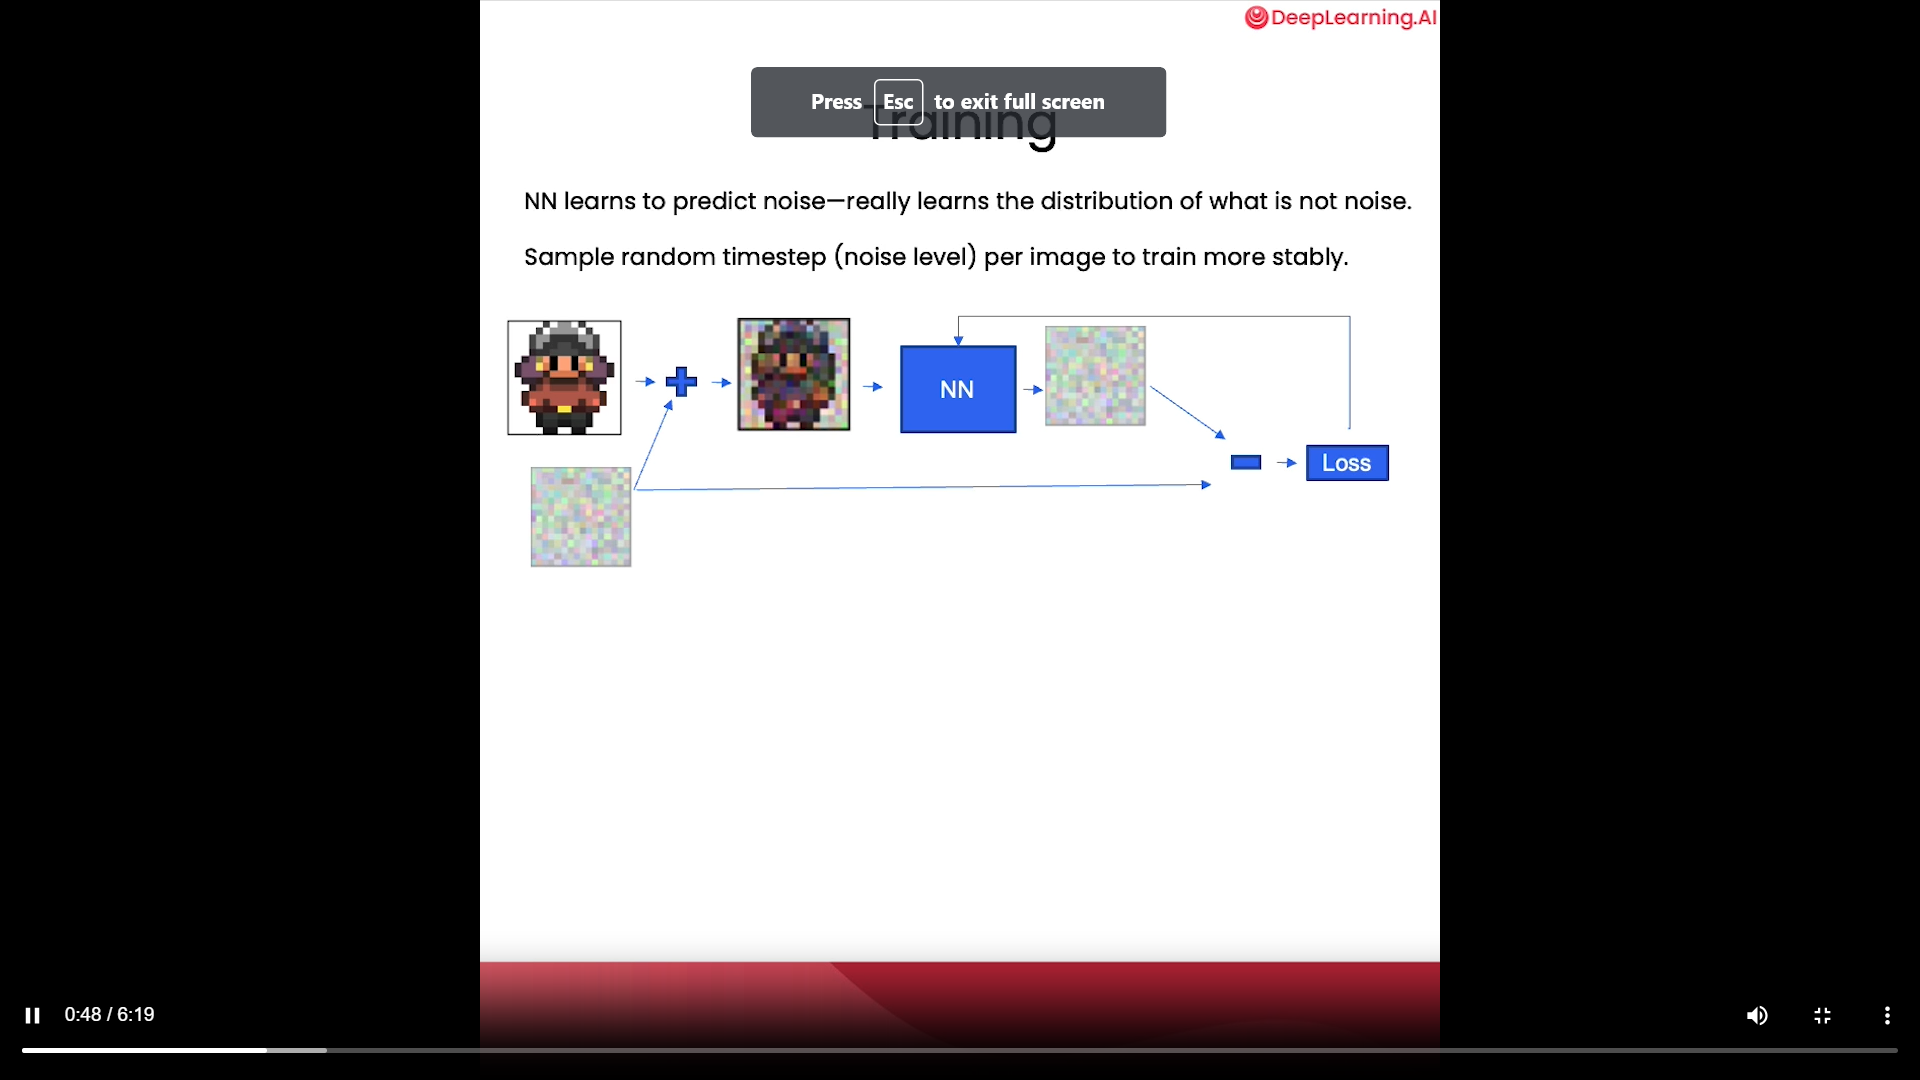 DeepLearning.AI
Press Esc to exit full screen
Training
NN learns to predict noise—really learns the distribution of what is not noise.
Sample random timestep (noise level) per image to train more stably.
NN
Loss
0:48 / 6:19